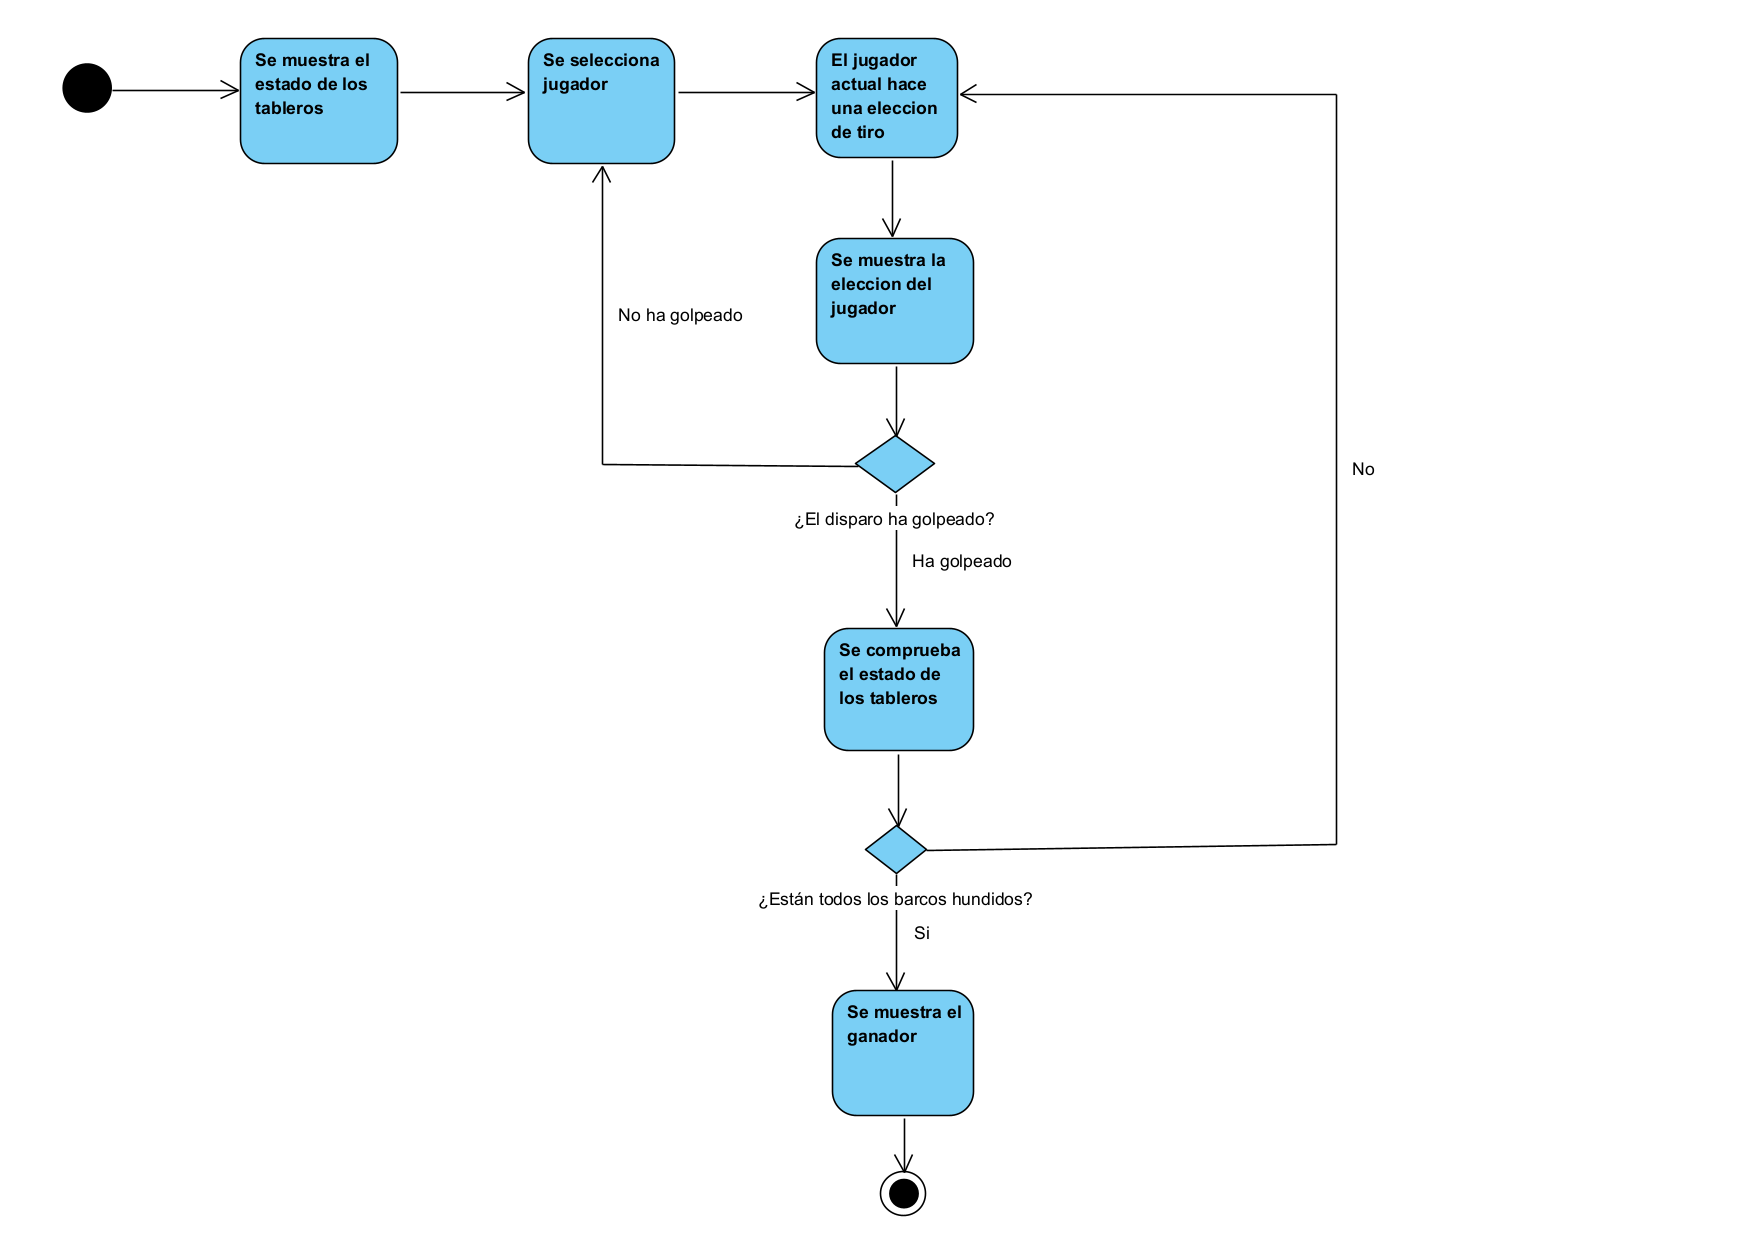 Se muestra el
estado de los
tableros
Se selecciona
jugador
El jugador
actual hace
una eleccion
de tiro
Se muestra la
eleccion del
jugador
No ha golpeado
¿El disparo ha golpeado?
Ha golpeado
No
Se comprueba
el estado de
los tableros
¿Están todos los barcos hundidos?
Si
Se muestra el
ganador